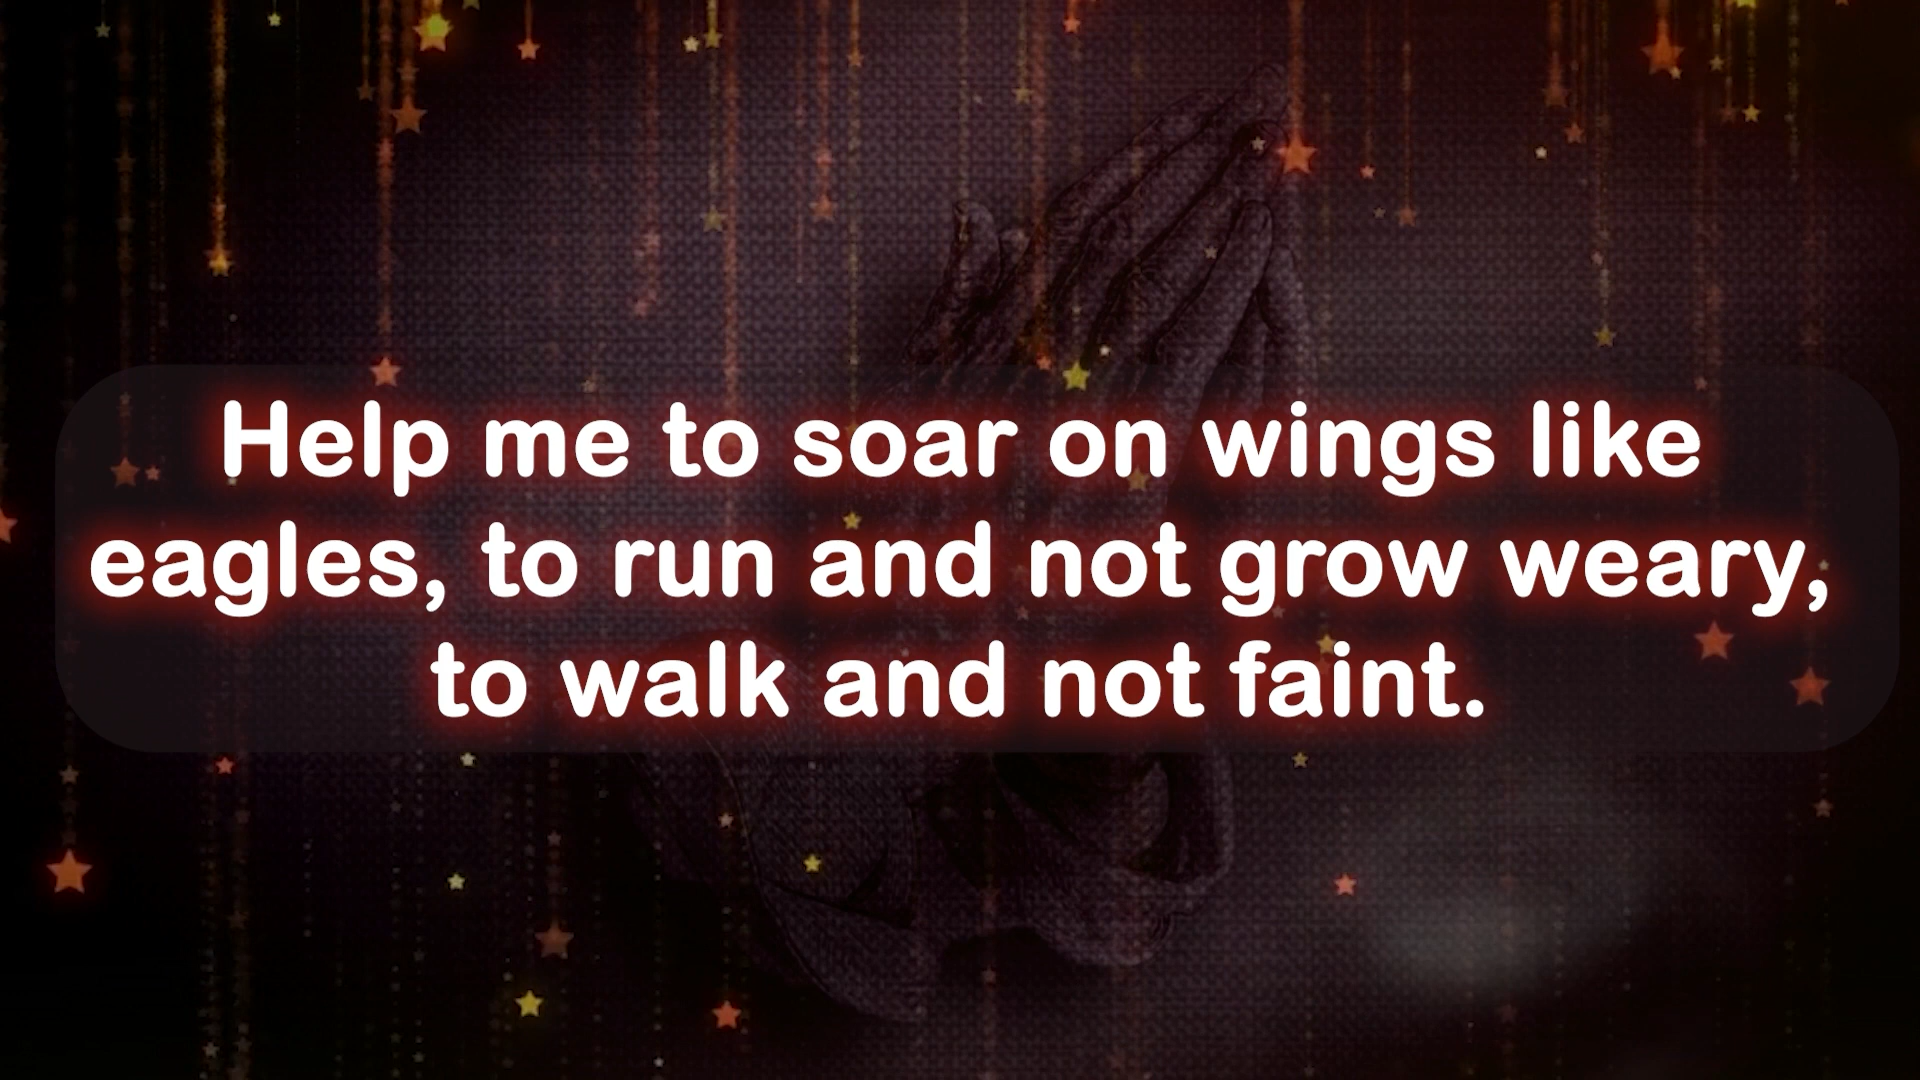 Help me to soar on wings like
eagles, to run and not grow weary,
to walk and not faint.